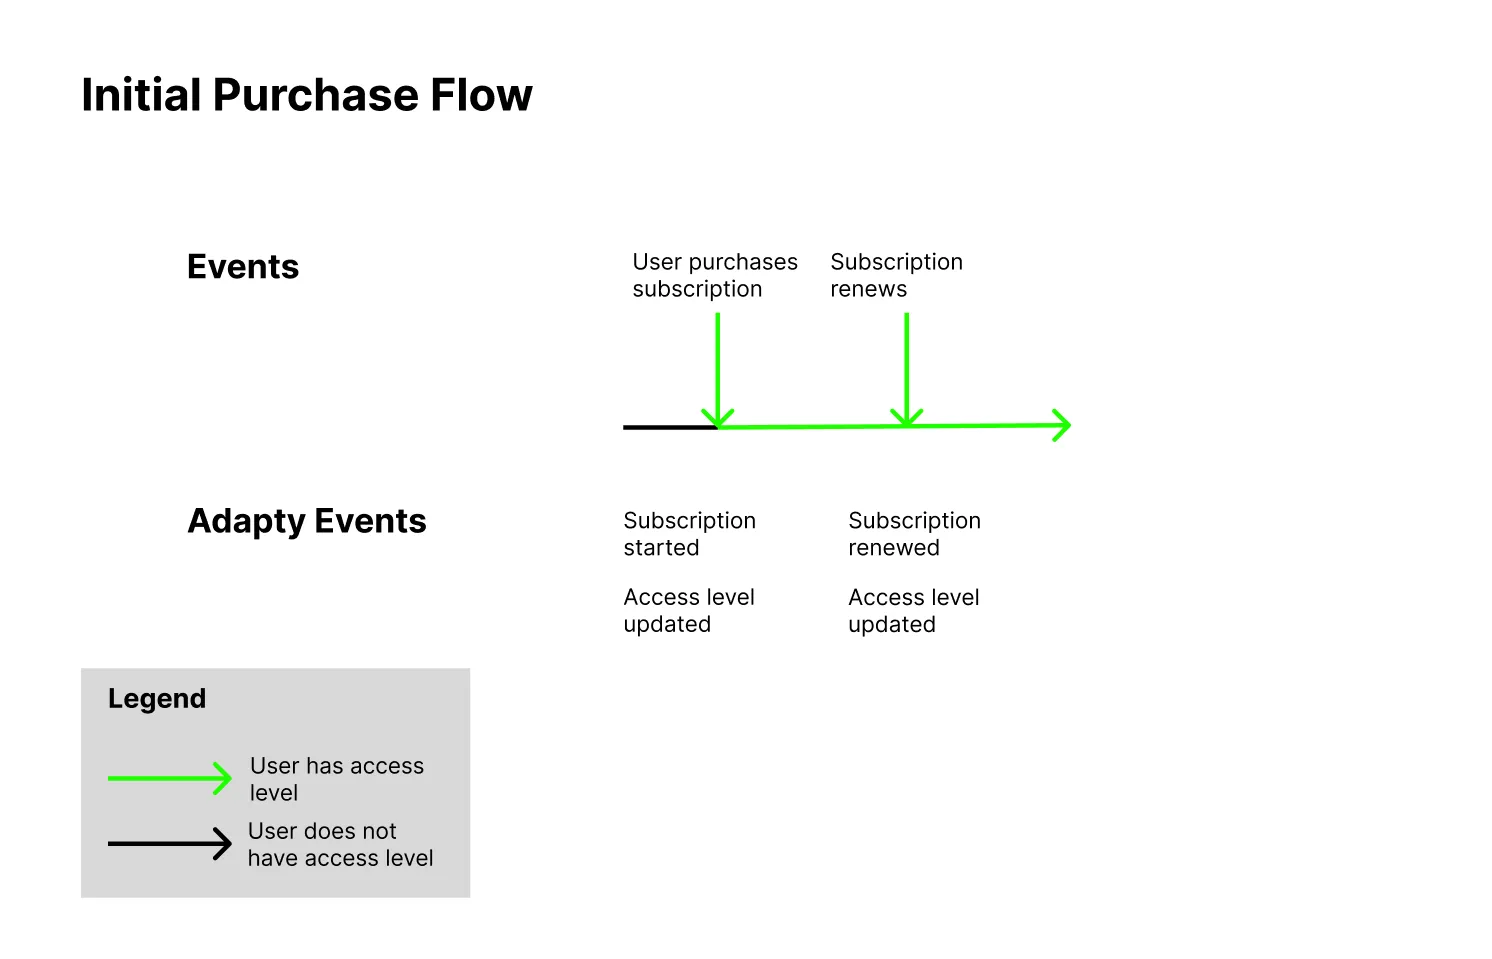 Initial Purchase Flow
Events
User purchases
subscription
Subscription
renews
Adapty Events
Subscription
started
Access level
updated
Subscription
renewed
Access level
updated
Legend
User has access
level
User does not
have access level